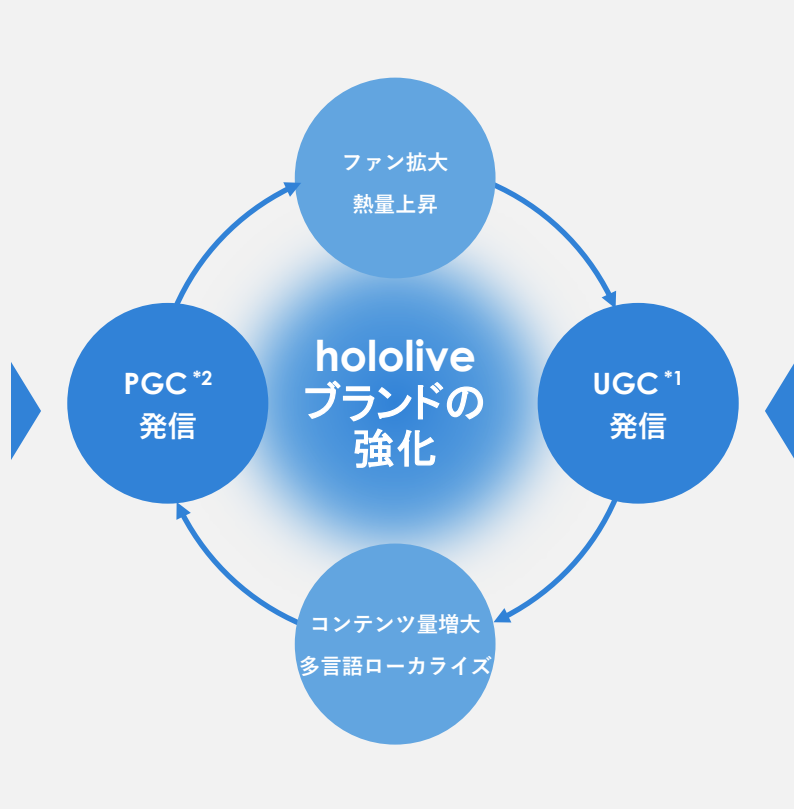 ファン拡大
熱量上昇
PGC *2
発信
hololive
ブランドの
強化
UGC *1
発信
コンテンツ量増大
多言語ローカライズ